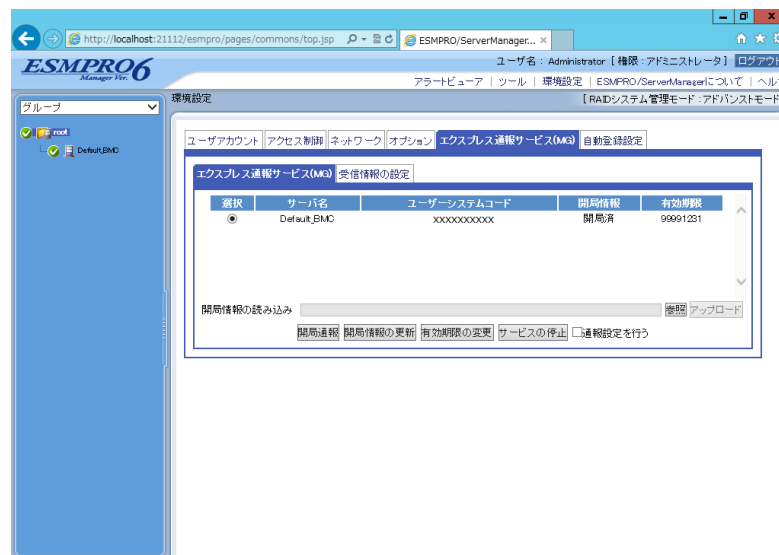 http://localhost:21112/esmpro/pages/commons/top.jsp
ESMPRO/ServerManager... ×
ESMPRO6
Manager Ver.
ユーザ名 : Administrator [ 権限 : アドミニストレータ ] ログアウト
アラートビューア | ツール | 環境設定 | ESMPRO/ServerManagerについて | ヘル
グループ
環境設定
[ RAIDシステム管理モード : アドバンストモード
root
Default_BMC
ユーザアカウント アクセス制御 ネットワーク オプション エクスプレス通報サービス(MG) 自動登録設定
エクスプレス通報サービス(MG) 受信情報の設定
選択 サーバ名 ユーザーシステムコード 開局情報 有効期限
Default_BMC XXXXXXXXXX 開局済 99991231
開局情報の読み込み 参照 アップロード
開局通報 開局情報の更新 有効期限の変更 サービスの停止 通報設定を行う